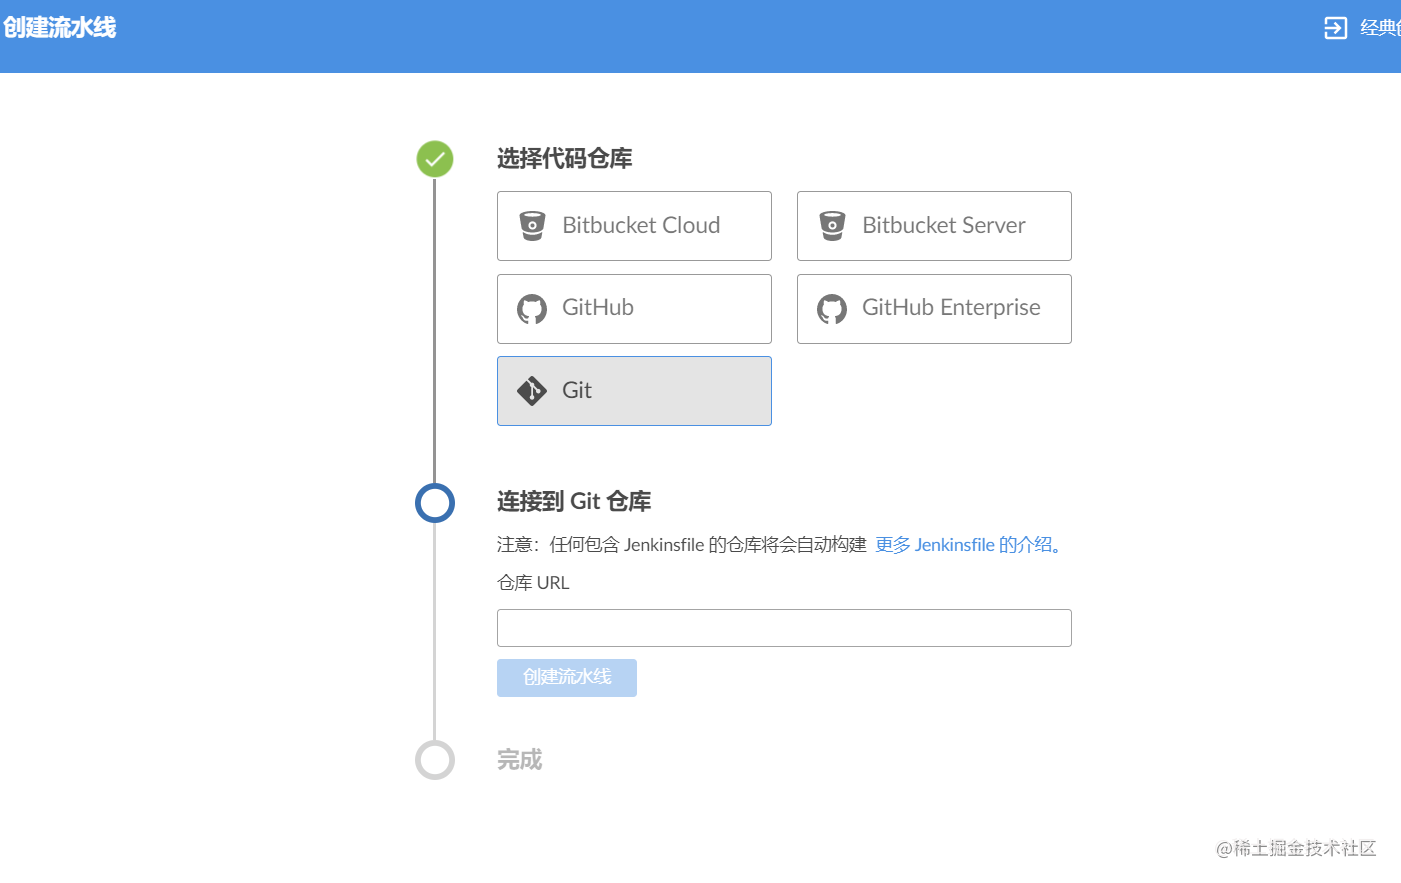 创建流水线
经典创
选择代码仓库
Bitbucket Cloud
Bitbucket Server
GitHub
GitHub Enterprise
Git
连接到 Git 仓库
注意：任何包含 Jenkinsfile 的仓库将会自动构建 更多 Jenkinsfile 的介绍。
仓库 URL
创建流水线
完成
@稀土掘金技术社区